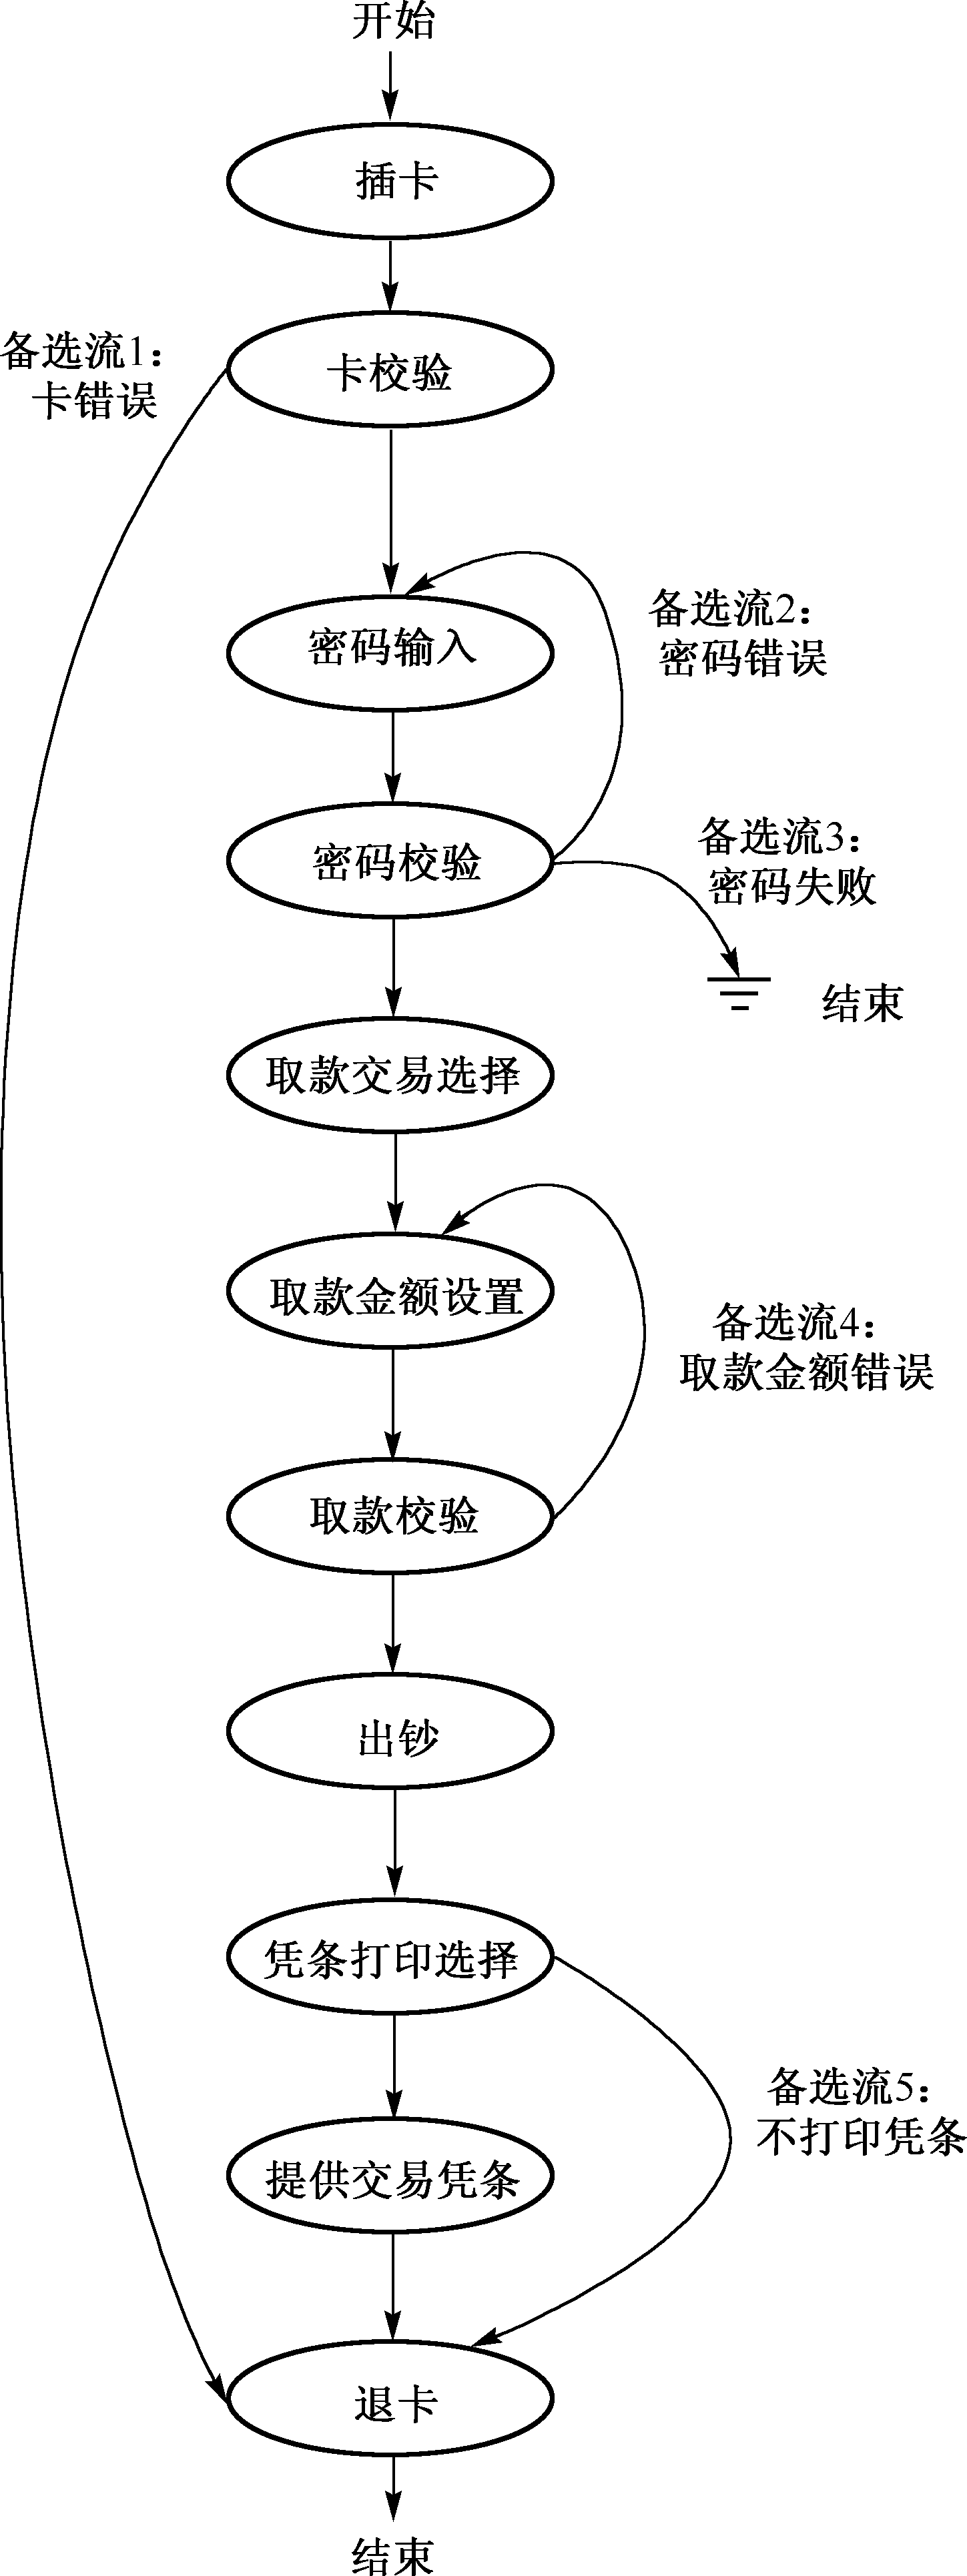 开始
插卡
备选流1：
卡错误
卡校验
备选流2：
密码错误
密码输入
备选流3：
密码失败
密码校验
结束
取款交易选择
取款金额设置
备选流4：
取款金额错误
取款校验
出钞
凭条打印选择
备选流5：
不打印凭条
提供交易凭条
退卡
结束